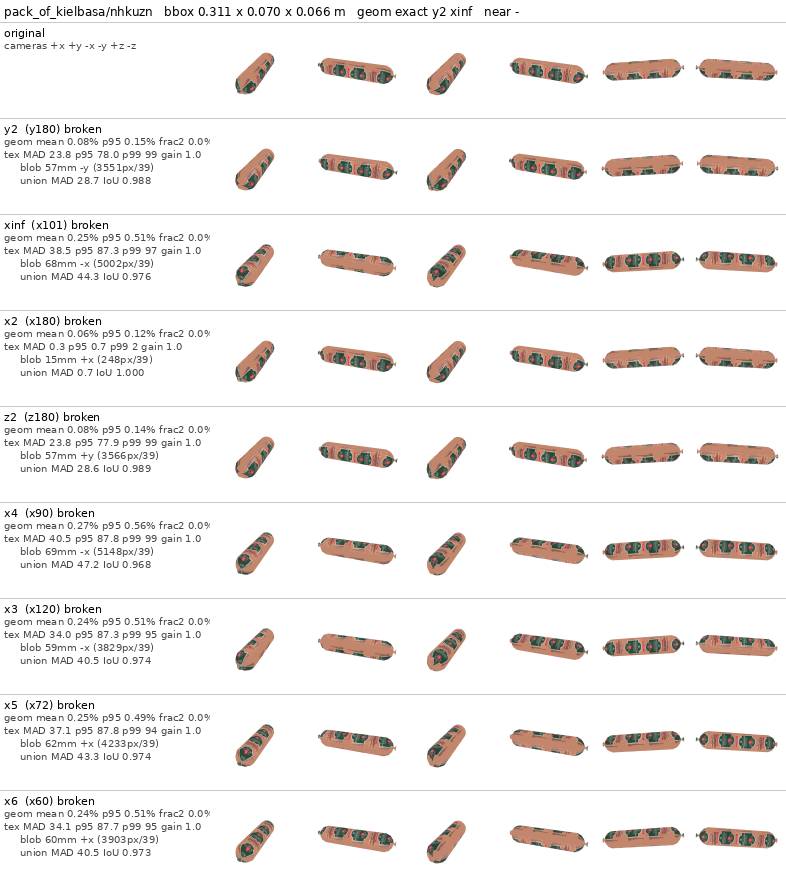 pack_of_kielbasa/nhkuzn   bbox 0.311 x 0.070 x 0.066 m   geom exact y2 xinf   near -
original
cameras +x +y -x -y +z -z
y2  (y180) broken
geom mean 0.08% p95 0.15% frac2 0.0%
tex MAD 23.8 p95 78.0 p99 99 gain 1.0
blob 57mm -y (3551px/39)
union MAD 28.7 IoU 0.988
xinf  (x101) broken
geom mean 0.25% p95 0.51% frac2 0.0%
tex MAD 38.5 p95 87.3 p99 97 gain 1.0
blob 68mm -x (5002px/39)
union MAD 44.3 IoU 0.976
x2  (x180) broken
geom mean 0.06% p95 0.12% frac2 0.0%
tex MAD 0.3 p95 0.7 p99 2 gain 1.0
blob 15mm +x (248px/39)
union MAD 0.7 IoU 1.000
z2  (z180) broken
geom mean 0.08% p95 0.14% frac2 0.0%
tex MAD 23.8 p95 77.9 p99 99 gain 1.0
blob 57mm +y (3566px/39)
union MAD 28.6 IoU 0.989
x4  (x90) broken
geom mean 0.27% p95 0.56% frac2 0.0%
tex MAD 40.5 p95 87.8 p99 99 gain 1.0
blob 69mm -x (5148px/39)
union MAD 47.2 IoU 0.968
x3  (x120) broken
geom mean 0.24% p95 0.51% frac2 0.0%
tex MAD 34.0 p95 87.3 p99 95 gain 1.0
blob 59mm -x (3829px/39)
union MAD 40.5 IoU 0.974
x5  (x72) broken
geom mean 0.25% p95 0.49% frac2 0.0%
tex MAD 37.1 p95 87.8 p99 94 gain 1.0
blob 62mm +x (4233px/39)
union MAD 43.3 IoU 0.974
x6  (x60) broken
geom mean 0.24% p95 0.51% frac2 0.0%
tex MAD 34.1 p95 87.7 p99 95 gain 1.0
blob 60mm +x (3903px/39)
union MAD 40.5 IoU 0.973